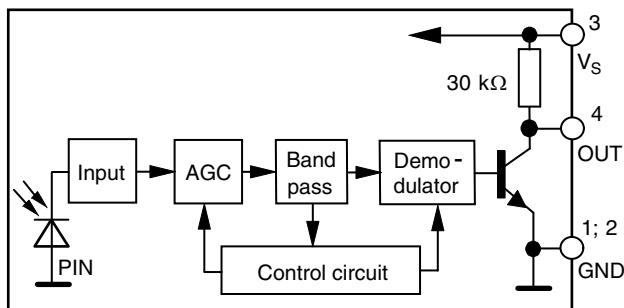 3
VS
30 kΩ
4
OUT
Input
AGC
Band
pass
Demo-
dulator
1; 2
GND
PIN
Control circuit